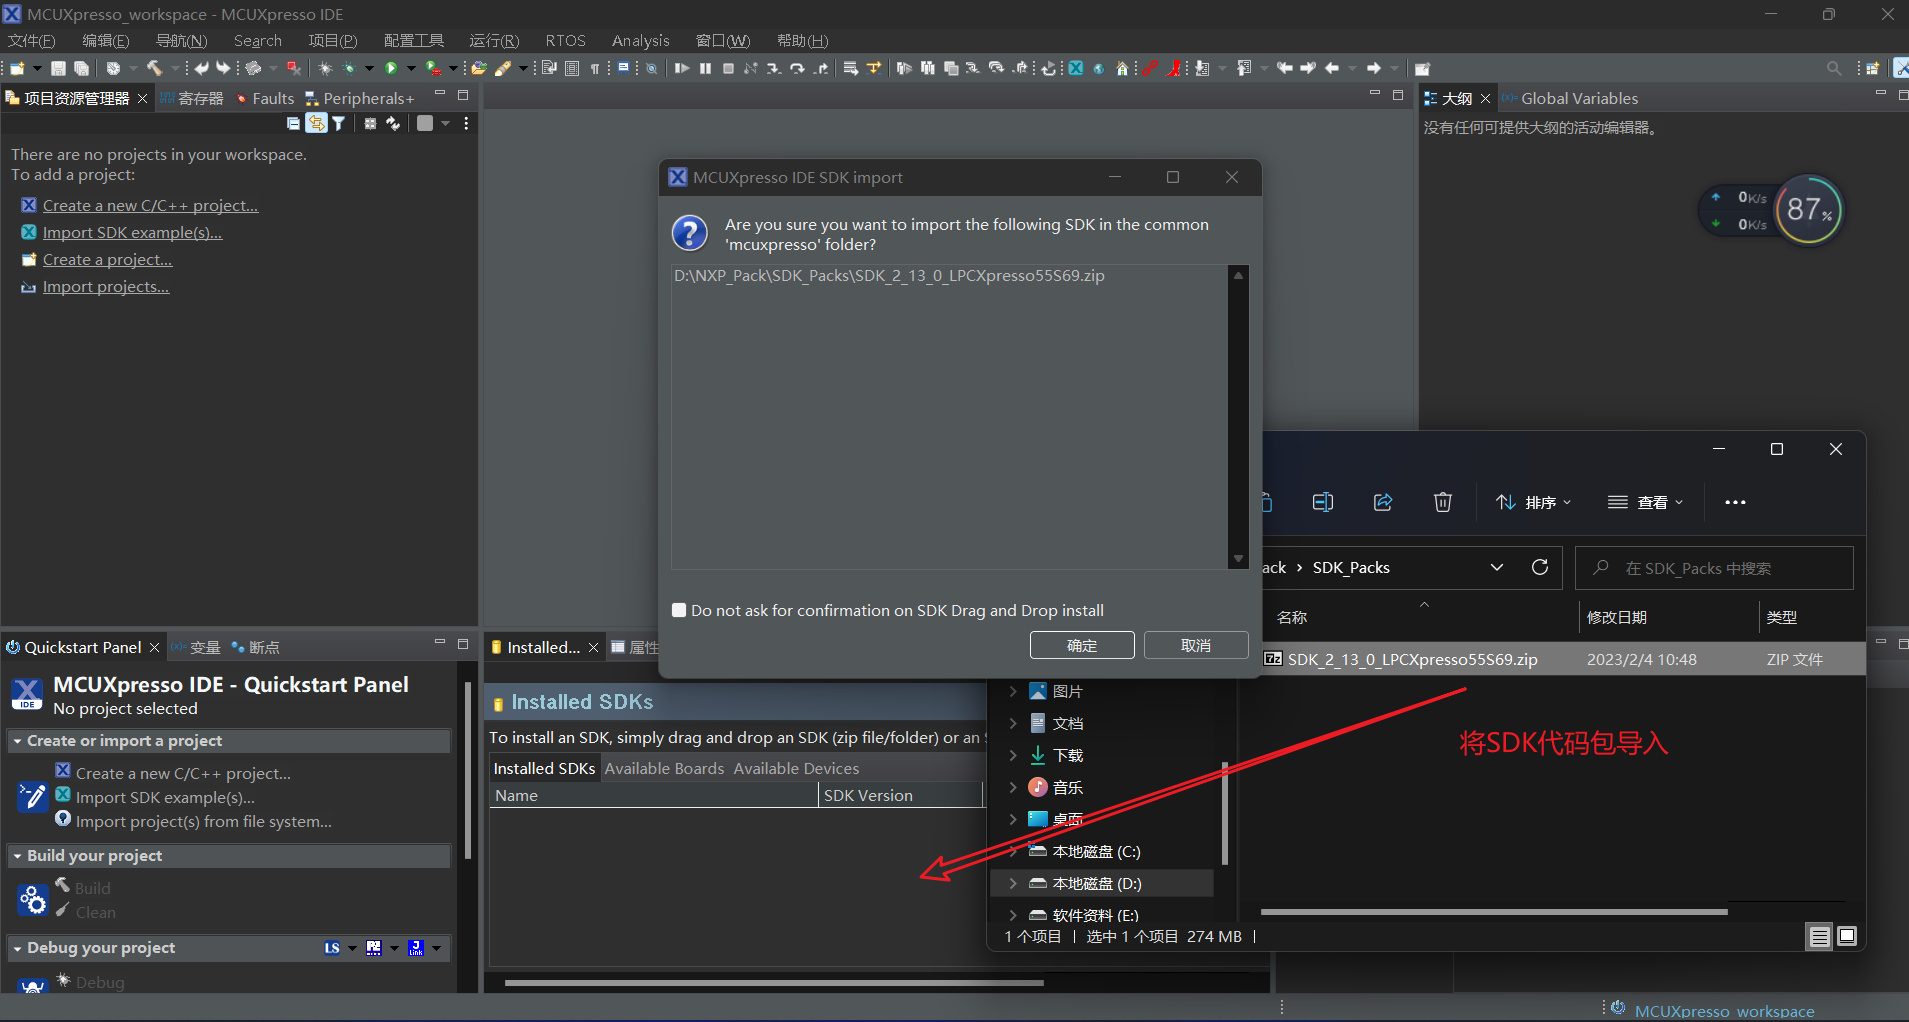 MCUXpresso_workspace - MCUXpresso IDE
文件(F) 编辑(E) 导航(N) Search 项目(P) 配置工具 运行(R) RTOS Analysis 窗口(W) 帮助(H)
项目资源管理器 寄存器 Faults Peripherals+
There are no projects in your workspace.
To add a project:
Create a new C/C++ project...
Import SDK example(s)...
Create a project...
Import projects...
大纲 Global Variables
没有任何可提供大纲的活动编辑器。
0K/s
0K/s
87%
MCUXpresso IDE SDK import
Are you sure you want to import the following SDK in the common
'mcuxpresso' folder?
D:\NXP_Pack\SDK_Packs\SDK_2_13_0_LPCXpresso55S69.zip
Do not ask for confirmation on SDK Drag and Drop install
确定 取消
排序 查看
ack › SDK_Packs
在 SDK_Packs 中搜索
名称 修改日期 类型
SDK_2_13_0_LPCXpresso55S69.zip 2023/2/4 10:48 ZIP 文件
图片
文档
下载
音乐
桌面
本地磁盘 (C:)
本地磁盘 (D:)
软件资料 (E:)
1 个项目 | 选中 1 个项目 274 MB |
将SDK代码包导入
Quickstart Panel 变量 断点
MCUXpresso IDE - Quickstart Panel
No project selected
IDE
Create or import a project
Create a new C/C++ project...
Import SDK example(s)...
Import project(s) from file system...
Build your project
Build
Clean
Debug your project
LS
Debug
Installed... 属性
Installed SDKs
To install an SDK, simply drag and drop an SDK (zip file/folder) or an
Installed SDKs Available Boards Available Devices
Name SDK Version
MCUXpresso_workspace